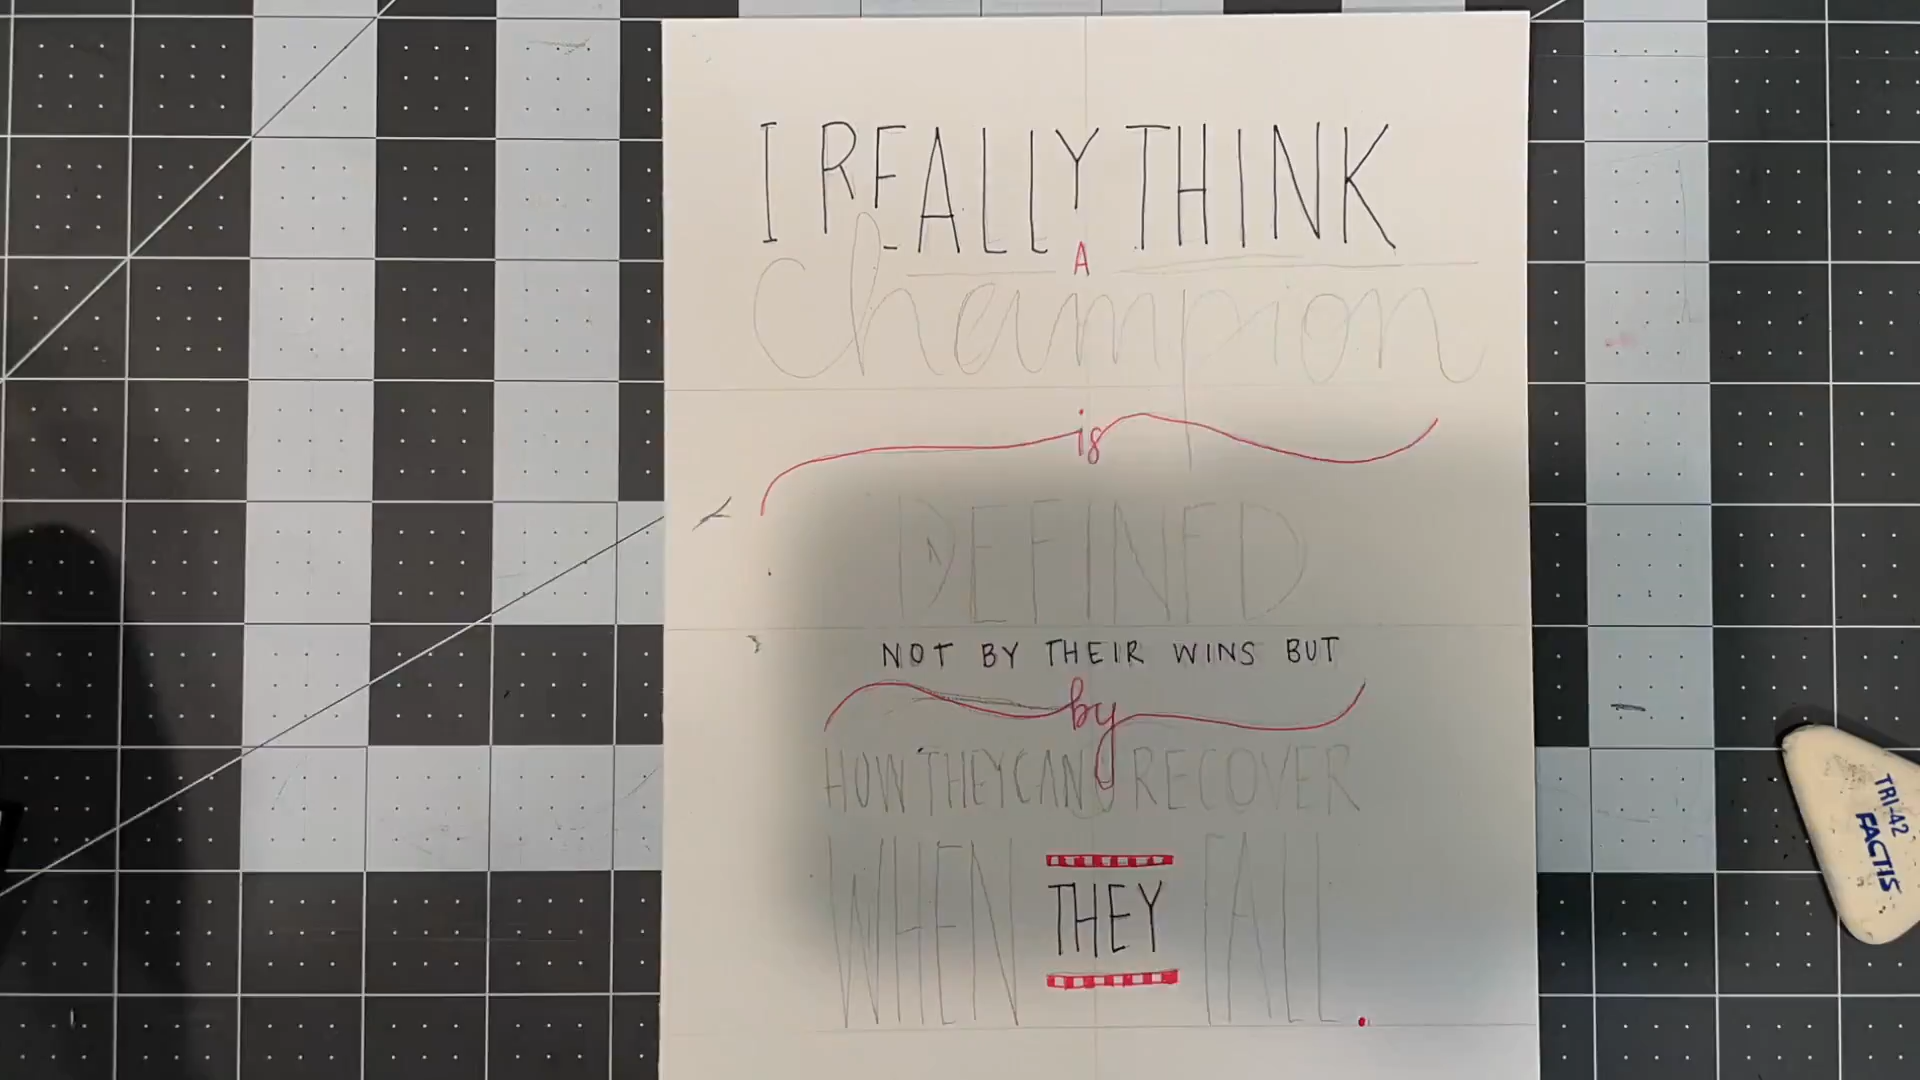 I REALLY THINK
A
champion
is
DEFINED
NOT BY THEIR WINS BUT
by
HOW THEY CAN RECOVER
WHEN THEY FALL.
TRI-42
FACTIS